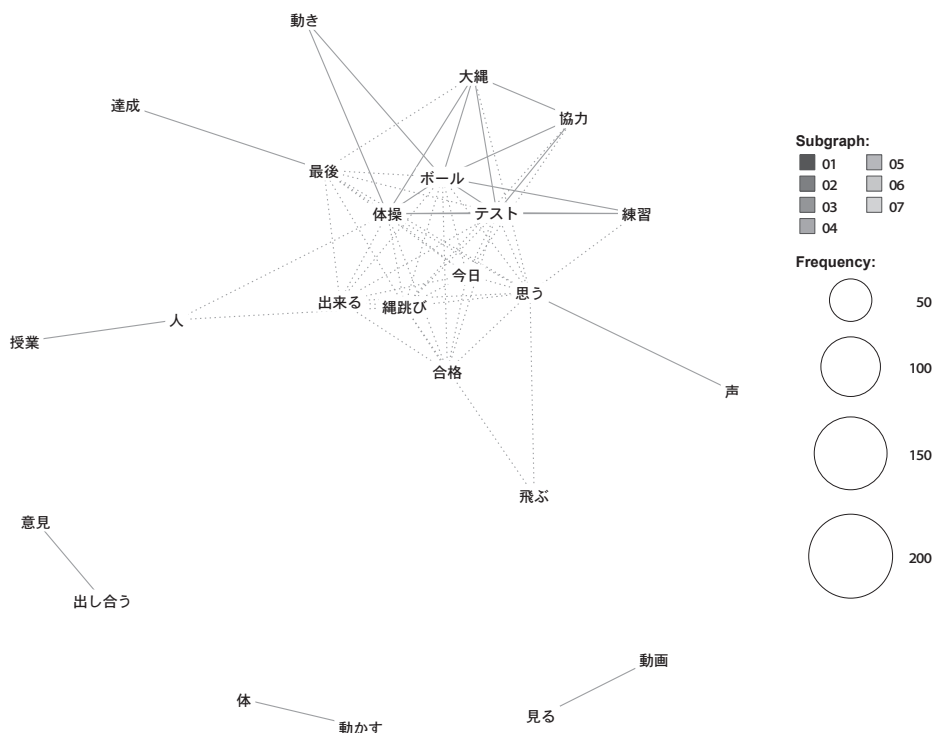 動き
大縄
達成
協力
最後
ボール
体操
テスト
練習
今日
思う
出来る
縄跳び
人
授業
合格
声
飛ぶ
意見
出し合う
動画
見る
体
動かす
Subgraph:
01 05
02 06
03 07
04
Frequency:
50
100
150
200